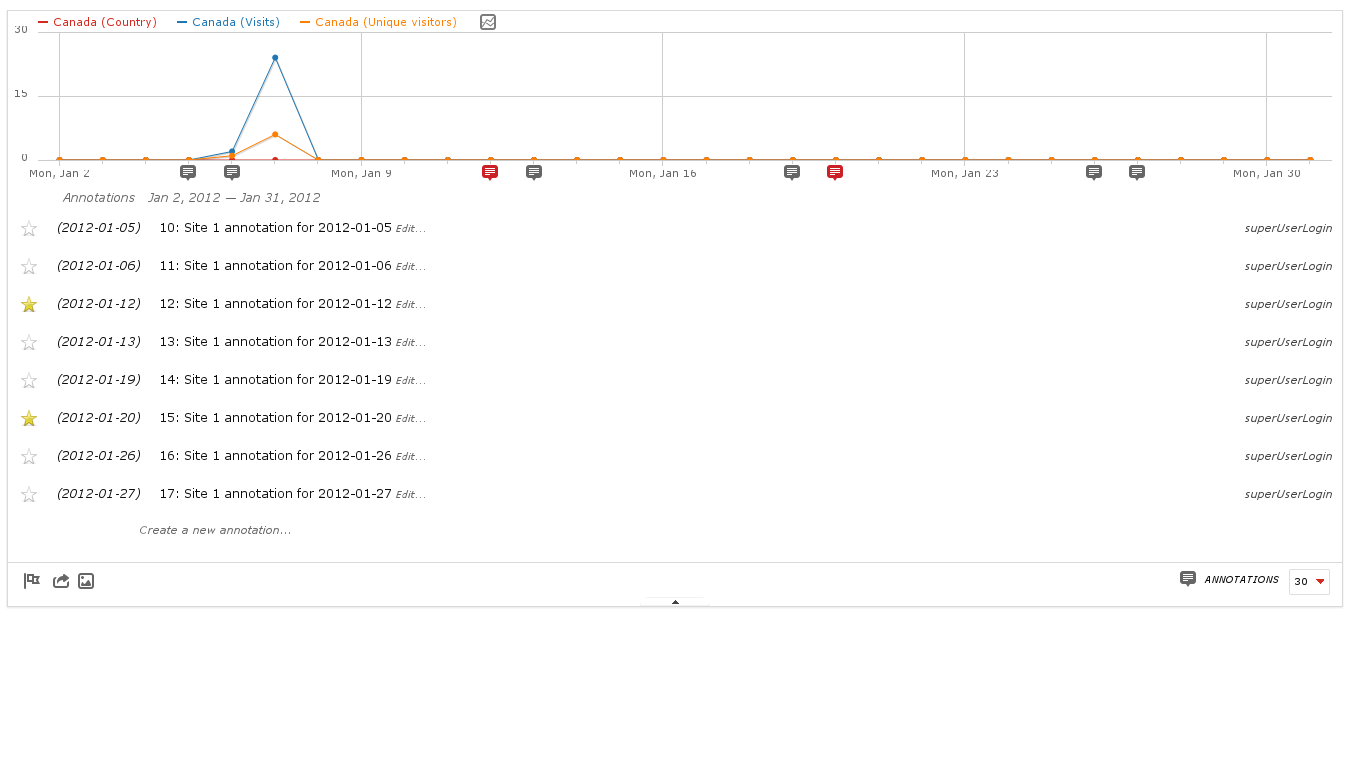 Canada (Country) Canada (Visits) Canada (Unique visitors)
30
15
0
Mon, Jan 2 Mon, Jan 9 Mon, Jan 16 Mon, Jan 23 Mon, Jan 30
Annotations Jan 2, 2012 — Jan 31, 2012
(2012-01-05) 10: Site 1 annotation for 2012-01-05 Edit... superUserLogin
(2012-01-06) 11: Site 1 annotation for 2012-01-06 Edit... superUserLogin
(2012-01-12) 12: Site 1 annotation for 2012-01-12 Edit... superUserLogin
(2012-01-13) 13: Site 1 annotation for 2012-01-13 Edit... superUserLogin
(2012-01-19) 14: Site 1 annotation for 2012-01-19 Edit... superUserLogin
(2012-01-20) 15: Site 1 annotation for 2012-01-20 Edit... superUserLogin
(2012-01-26) 16: Site 1 annotation for 2012-01-26 Edit... superUserLogin
(2012-01-27) 17: Site 1 annotation for 2012-01-27 Edit... superUserLogin
Create a new annotation...
ANNOTATIONS 30